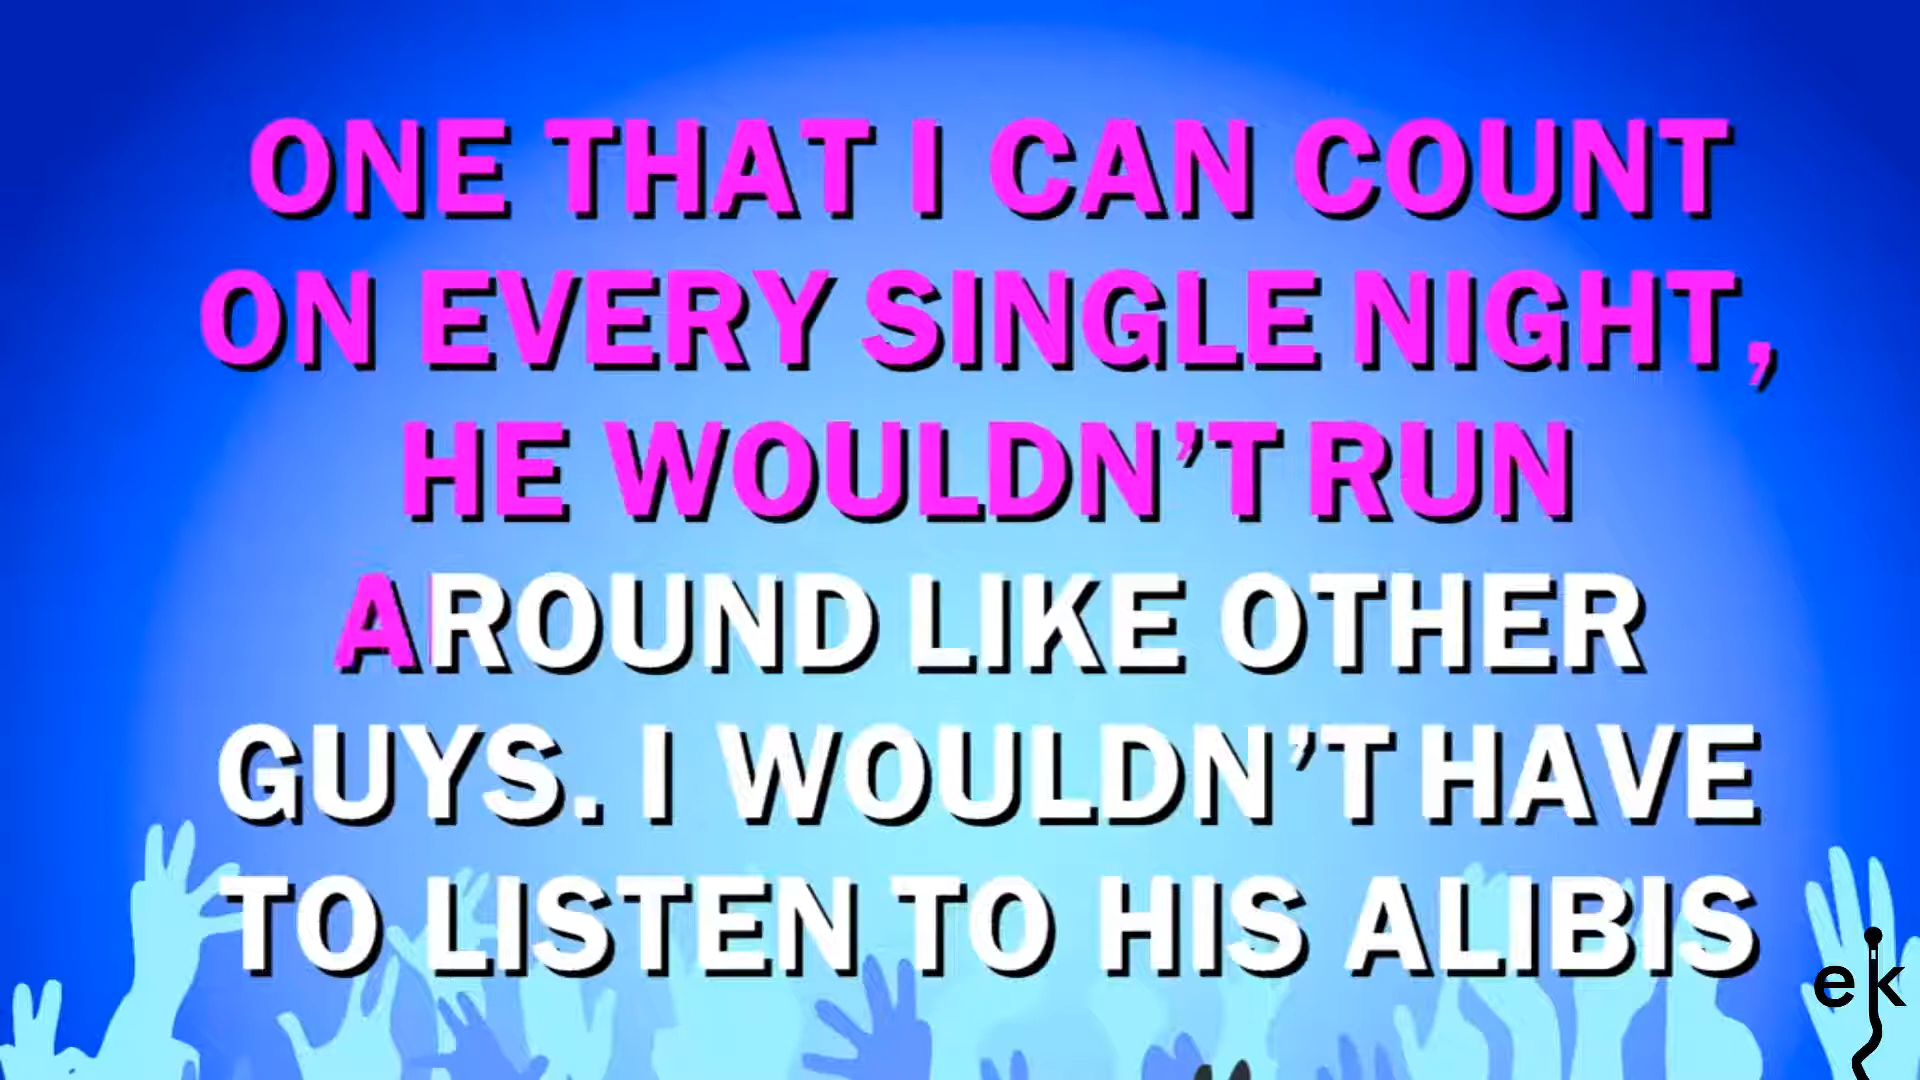 ONE THAT I CAN COUNT
ON EVERY SINGLE NIGHT,
HE WOULDN’T RUN
AROUND LIKE OTHER
GUYS. I WOULDN’T HAVE
TO LISTEN TO HIS ALIBIS
ek